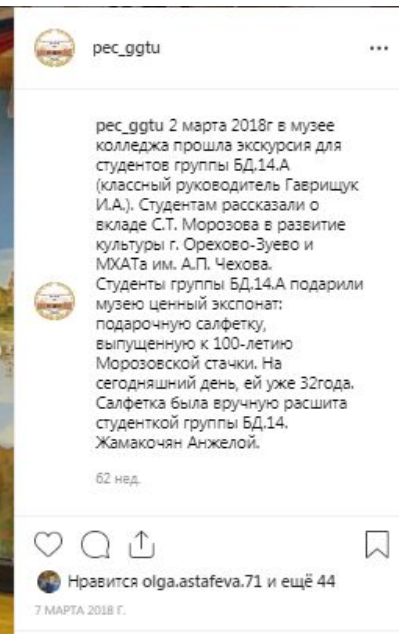 pec_ggtu
pec_ggtu 2 марта 2018г в музее
колледжа прошла экскурсия для
студентов группы БД.14.А
(классный руководитель Гаврищук
И.А.). Студентам рассказали о
вкладе С.Т. Морозова в развитие
культуры г. Орехово-Зуево и
МХАТа им. А.П. Чехова.
Студенты группы БД.14.А подарили
музею ценный экспонат:
подарочную салфетку,
выпущенную к 100-летию
Морозовской стачки. На
сегодняшний день, ей уже 32года.
Салфетка была вручную расшита
студенткой группы БД.14.
Жамакочян Анжелой.
62 нед.
Нравится olga.astafeva.71 и ещё 44
7 МАРТА 2018 Г.